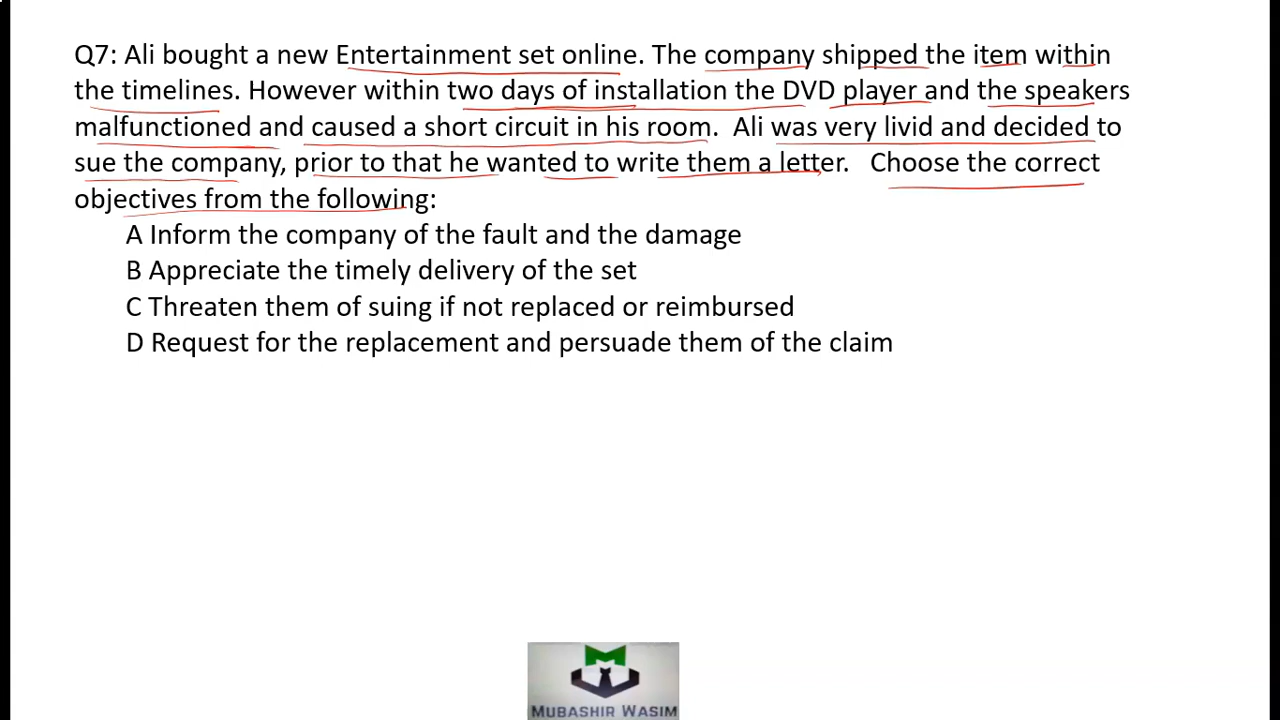 Q7: Ali bought a new Entertainment set online. The company shipped the item within
the timelines. However within two days of installation the DVD player and the speakers
malfunctioned and caused a short circuit in his room.  Ali was very livid and decided to
sue the company, prior to that he wanted to write them a letter.   Choose the correct
objectives from the following:
A Inform the company of the fault and the damage
B Appreciate the timely delivery of the set
C Threaten them of suing if not replaced or reimbursed
D Request for the replacement and persuade them of the claim
MUBASHIR WASIM